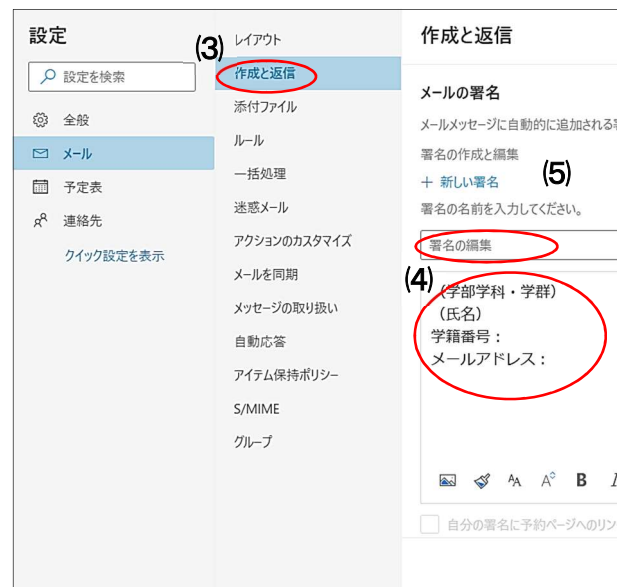 設定
設定を検索
全般
メール
予定表
連絡先
クイック設定を表示
(3)
レイアウト
作成と返信
添付ファイル
ルール
一括処理
迷惑メール
アクションのカスタマイズ
メールを同期
メッセージの取り扱い
自動応答
アイテム保持ポリシー
S/MIME
グループ
作成と返信
メールの署名
メールメッセージに自動的に追加される
署名の作成と編集
+ 新しい署名
(5)
署名の名前を入力してください。
署名の編集
(4)
(学部学科・学群)
(氏名)
学籍番号：
メールアドレス：
B I
自分の署名に予約ページへのリン